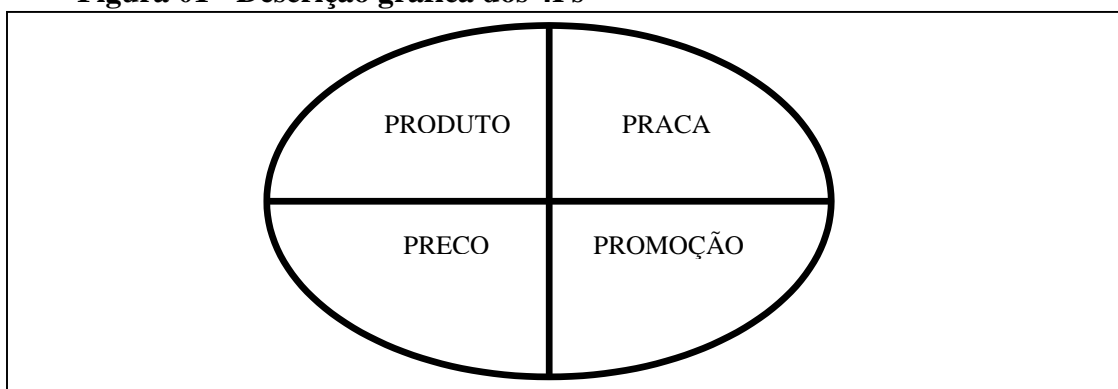 Figura 01 - Descrição gráfica dos 4P's
PRODUTO PRACA
PRECO PROMOÇÃO